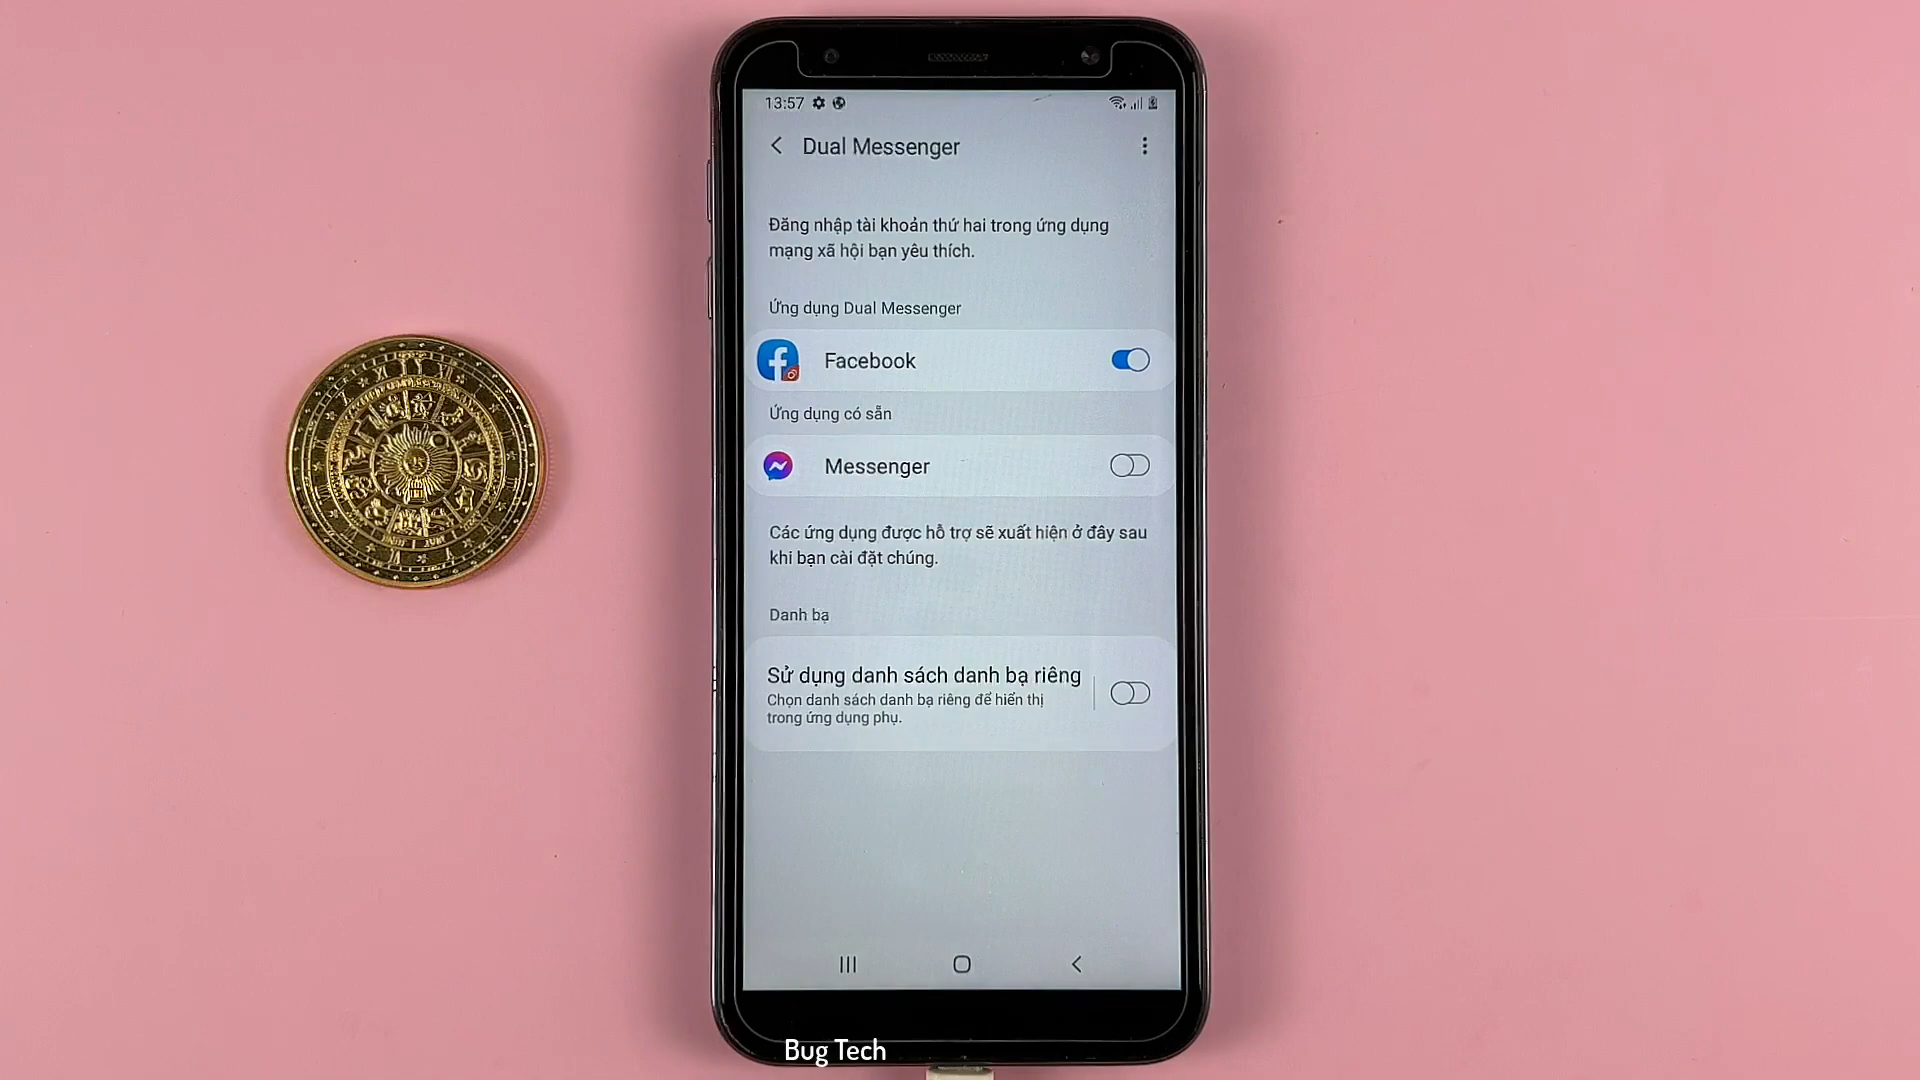 13:57
Dual Messenger
Đăng nhập tài khoản thứ hai trong ứng dụng
mạng xã hội bạn yêu thích.
Ứng dụng Dual Messenger
Facebook
Ứng dụng có sẵn
Messenger
Các ứng dụng được hỗ trợ sẽ xuất hiện ở đây sau
khi bạn cài đặt chúng.
Danh bạ
Sử dụng danh sách danh bạ riêng
Chọn danh sách danh bạ riêng để hiển thị
trong ứng dụng phụ.
Bug Tech